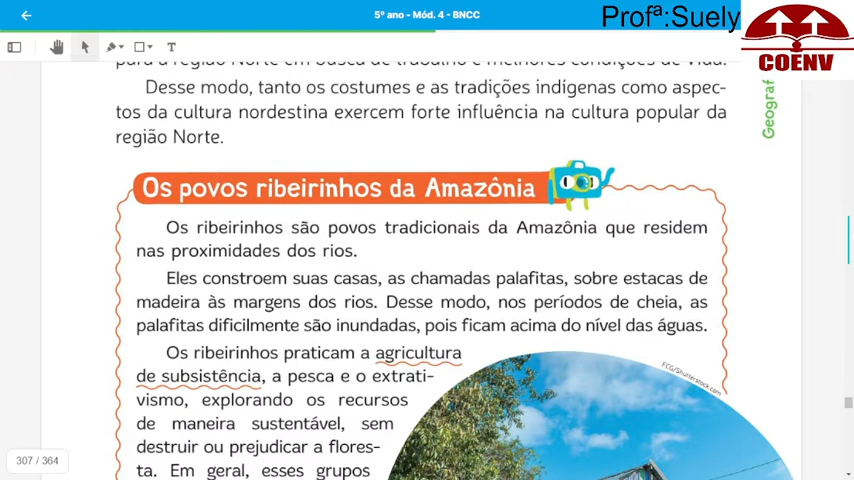 5º ano - Mód. 4 - BNCC
Profª:Suely
COENV
T
para a região Norte em busca de trabalho e melhores condições de vida.
Desse modo, tanto os costumes e as tradições indígenas como aspec-
tos da cultura nordestina exercem forte influência na cultura popular da
região Norte.
Geograf
Os povos ribeirinhos da Amazônia
Os ribeirinhos são povos tradicionais da Amazônia que residem
nas proximidades dos rios.
Eles constroem suas casas, as chamadas palafitas, sobre estacas de
madeira às margens dos rios. Desse modo, nos períodos de cheia, as
palafitas dificilmente são inundadas, pois ficam acima do nível das águas.
Os ribeirinhos praticam a agricultura
de subsistência, a pesca e o extrati-
vismo, explorando os recursos
de maneira sustentável, sem
destruir ou prejudicar a flores-
ta. Em geral, esses grupos
FCG/Shutterstock.com
307 / 364